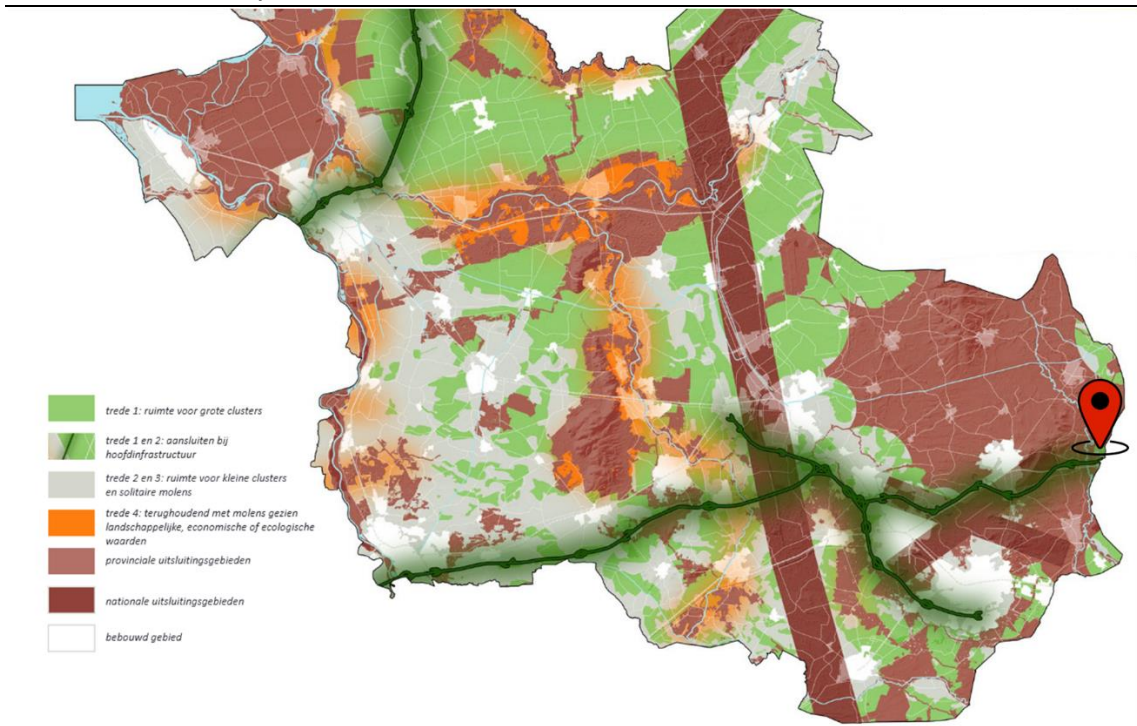 trede 1: ruimte voor grote clusters
trede 1 en 2: aansluiten bij
hoofdinfrastructuur
trede 2 en 3: ruimte voor kleine clusters
en solitaire molens
trede 4: terughoudend met molens gezien
landschappelijke, economische of ecologische
waarden
provinciale uitsluitingsgebieden
nationale uitsluitingsgebieden
bebouwd gebied